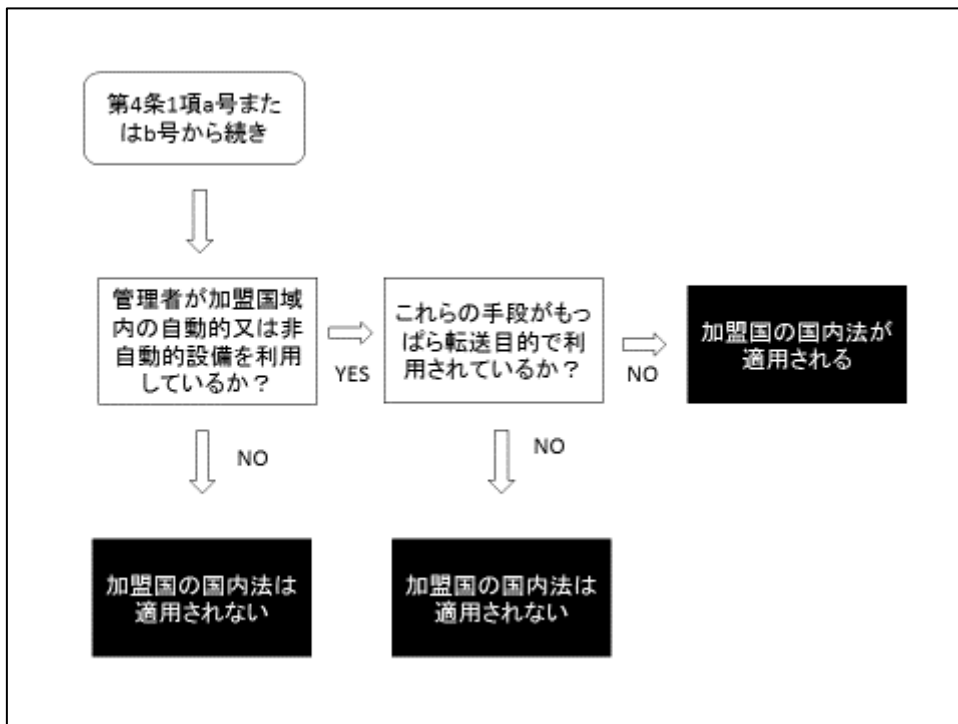 第4条1項a号また
はb号から続き
管理者が加盟国域
内の自動的又は非
自動的設備を利用
しているか？
YES
これらの手段がもっ
ぱら転送目的で利
用されているか？
NO
加盟国の国内法が
適用される
NO
NO
加盟国の国内法は
適用されない
加盟国の国内法は
適用されない